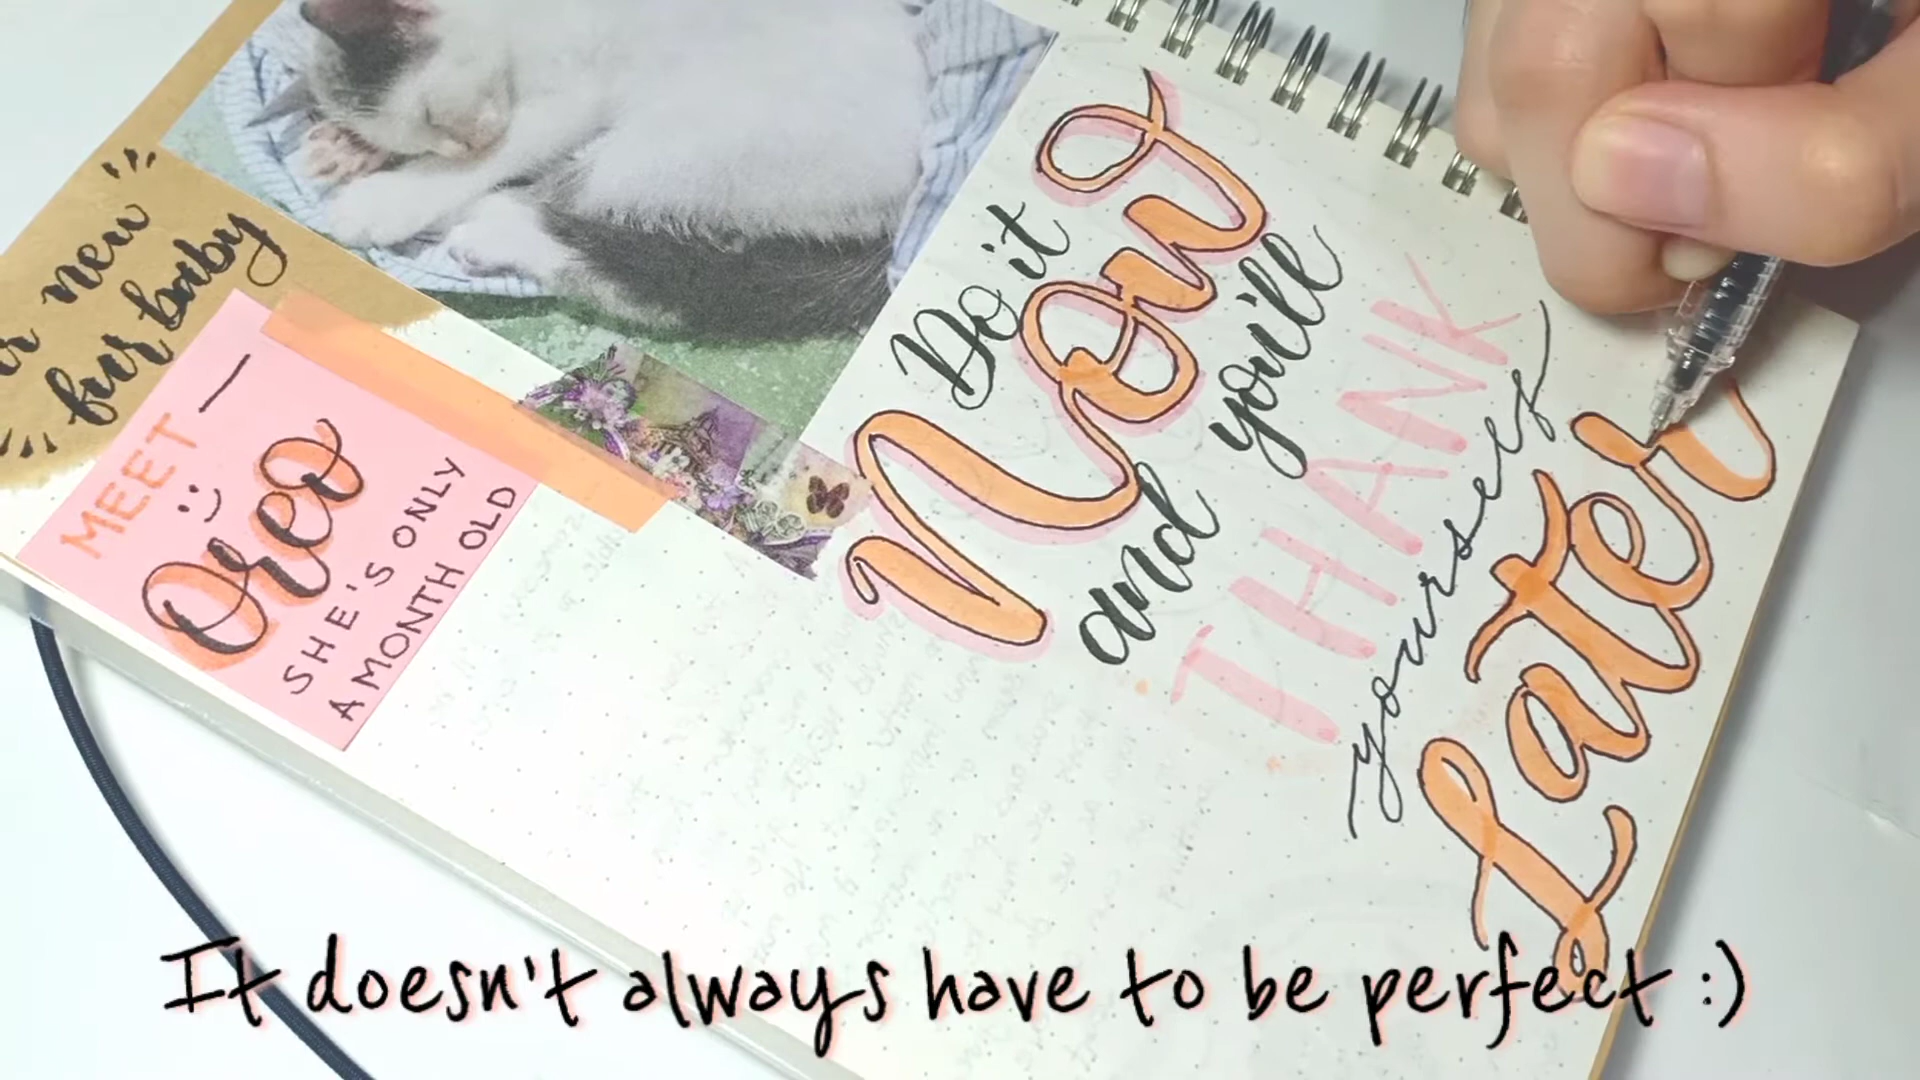 new
fur baby
MEET —
:)
Oreo
SHE'S ONLY
A MONTH OLD
Do it
Now
and you'll
THANK
yourself
Later
It doesn't always have to be perfect :)